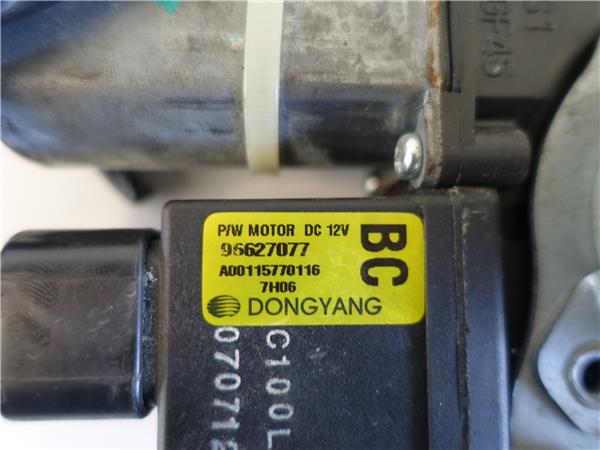 P/W MOTOR DC 12V
96627077
A00115770116
7H06
DONGYANG
BC
C100L
070712